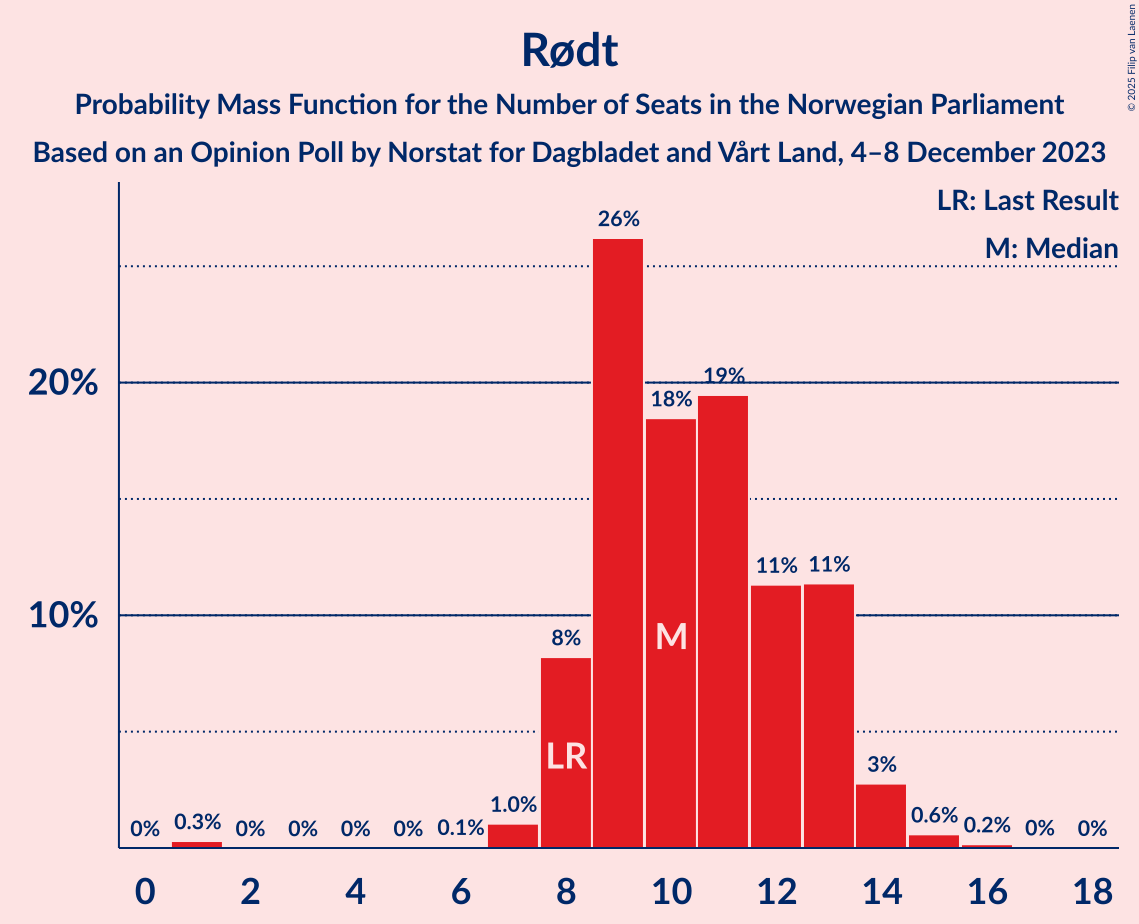 © 2025 Filip van Laenen
Rødt
Probability Mass Function for the Number of Seats in the Norwegian Parliament
Based on an Opinion Poll by Norstat for Dagbladet and Vårt Land, 4–8 December 2023
LR: Last Result
M: Median
26%
20%
19%
18%
11% 11%
10%
8%
M
LR
3%
1.0%
0% 0.3% 0% 0% 0% 0% 0.1% 0.6% 0.2% 0% 0%
0 2 4 6 8 10 12 14 16 18